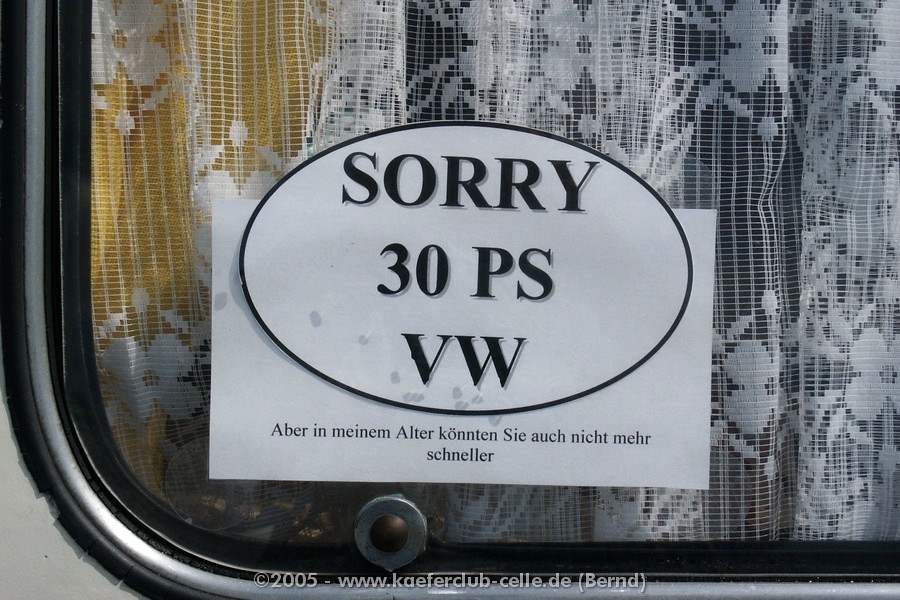 SORRY
30 PS
VW
Aber in meinem Alter könnten Sie auch nicht mehr
schneller
©2005 - www.kaeferclub-celle.de (Bernd)